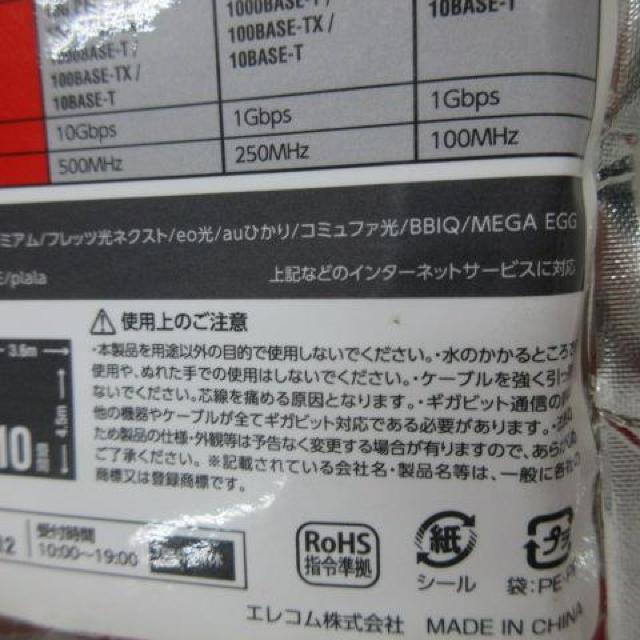 1000BASE-T /
100BASE-TX /
10BASE-T
1000BASE-T /
100BASE-TX /
10BASE-T
10BASE-T
10Gbps
1Gbps
1Gbps
500MHz
250MHz
100MHz
ミアム/フレッツ光ネクスト/eo光/auひかり/コミュファ光/BBIQ/MEGA EGG
/plala
上記などのインターネットサービスに対応
使用上のご注意
・本製品を用途以外の目的で使用しないでください。・水のかかるところ
使用や、ぬれた手での使用はしないでください。・ケーブルを強く引
ないでください。芯線を痛める原因となります。・ギガビット通信の
他の機器やケーブルが全てギガビット対応である必要があります。
ため製品の仕様・外観等は予告なく変更する場合が有りますので、あら
ご了承ください。※記載されている会社名・製品名等は、一般に各
商標又は登録商標です。
3.6m
10
受付時間
10:00〜19:00
RoHS
指令準拠
紙
シール
プラ
袋:PE-P
エレコム株式会社 MADE IN CHINA